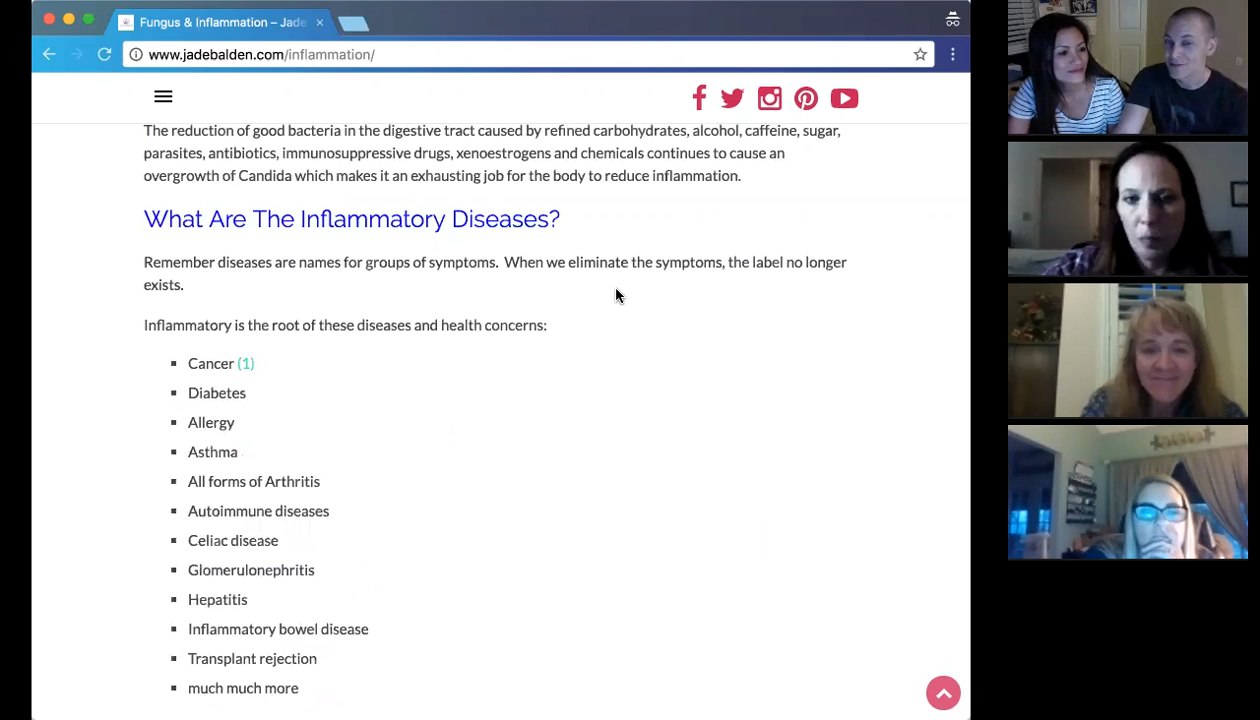 Fungus & Inflammation – Jade
www.jadebalden.com/inflammation/
The reduction of good bacteria in the digestive tract caused by refined carbohydrates, alcohol, caffeine, sugar,
parasites, antibiotics, immunosuppressive drugs, xenoestrogens and chemicals continues to cause an
overgrowth of Candida which makes it an exhausting job for the body to reduce inflammation.
What Are The Inflammatory Diseases?
Remember diseases are names for groups of symptoms.  When we eliminate the symptoms, the label no longer
exists.
Inflammatory is the root of these diseases and health concerns:
Cancer (1)
Diabetes
Allergy
Asthma
All forms of Arthritis
Autoimmune diseases
Celiac disease
Glomerulonephritis
Hepatitis
Inflammatory bowel disease
Transplant rejection
much much more